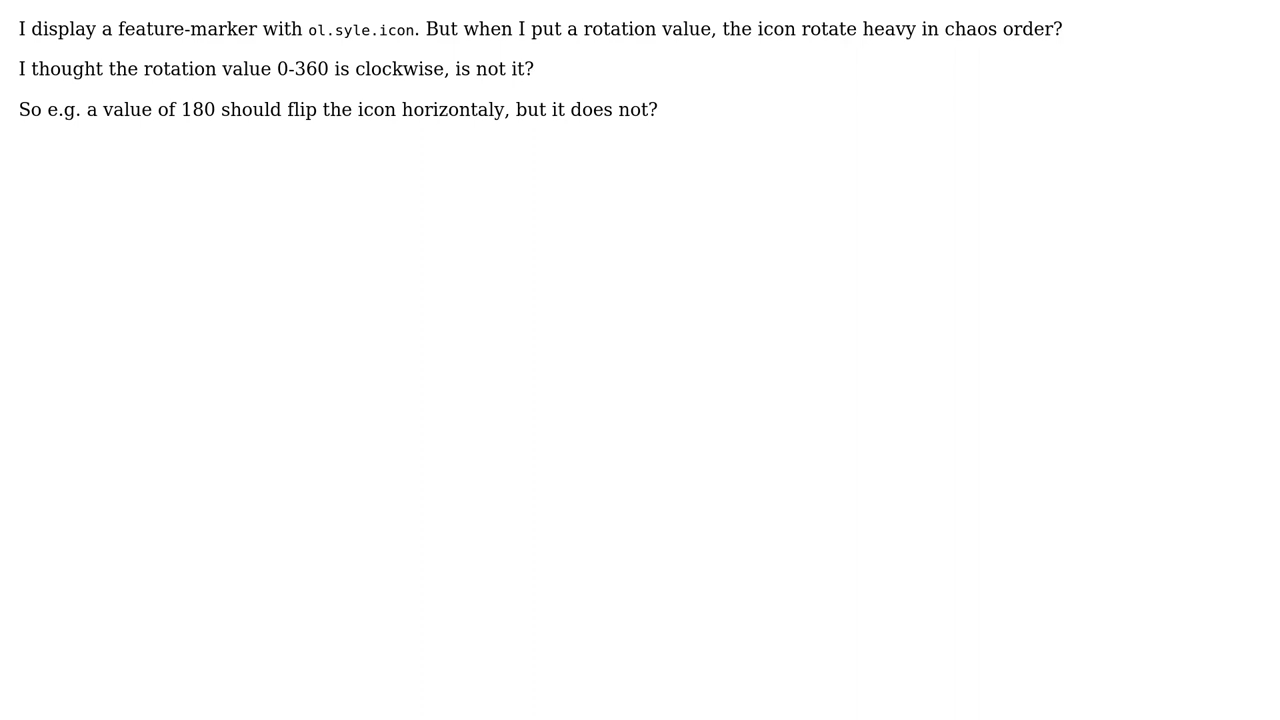 I display a feature-marker with ol.syle.icon. But when I put a rotation value, the icon rotate heavy in chaos order?
I thought the rotation value 0-360 is clockwise, is not it?
So e.g. a value of 180 should flip the icon horizontaly, but it does not?